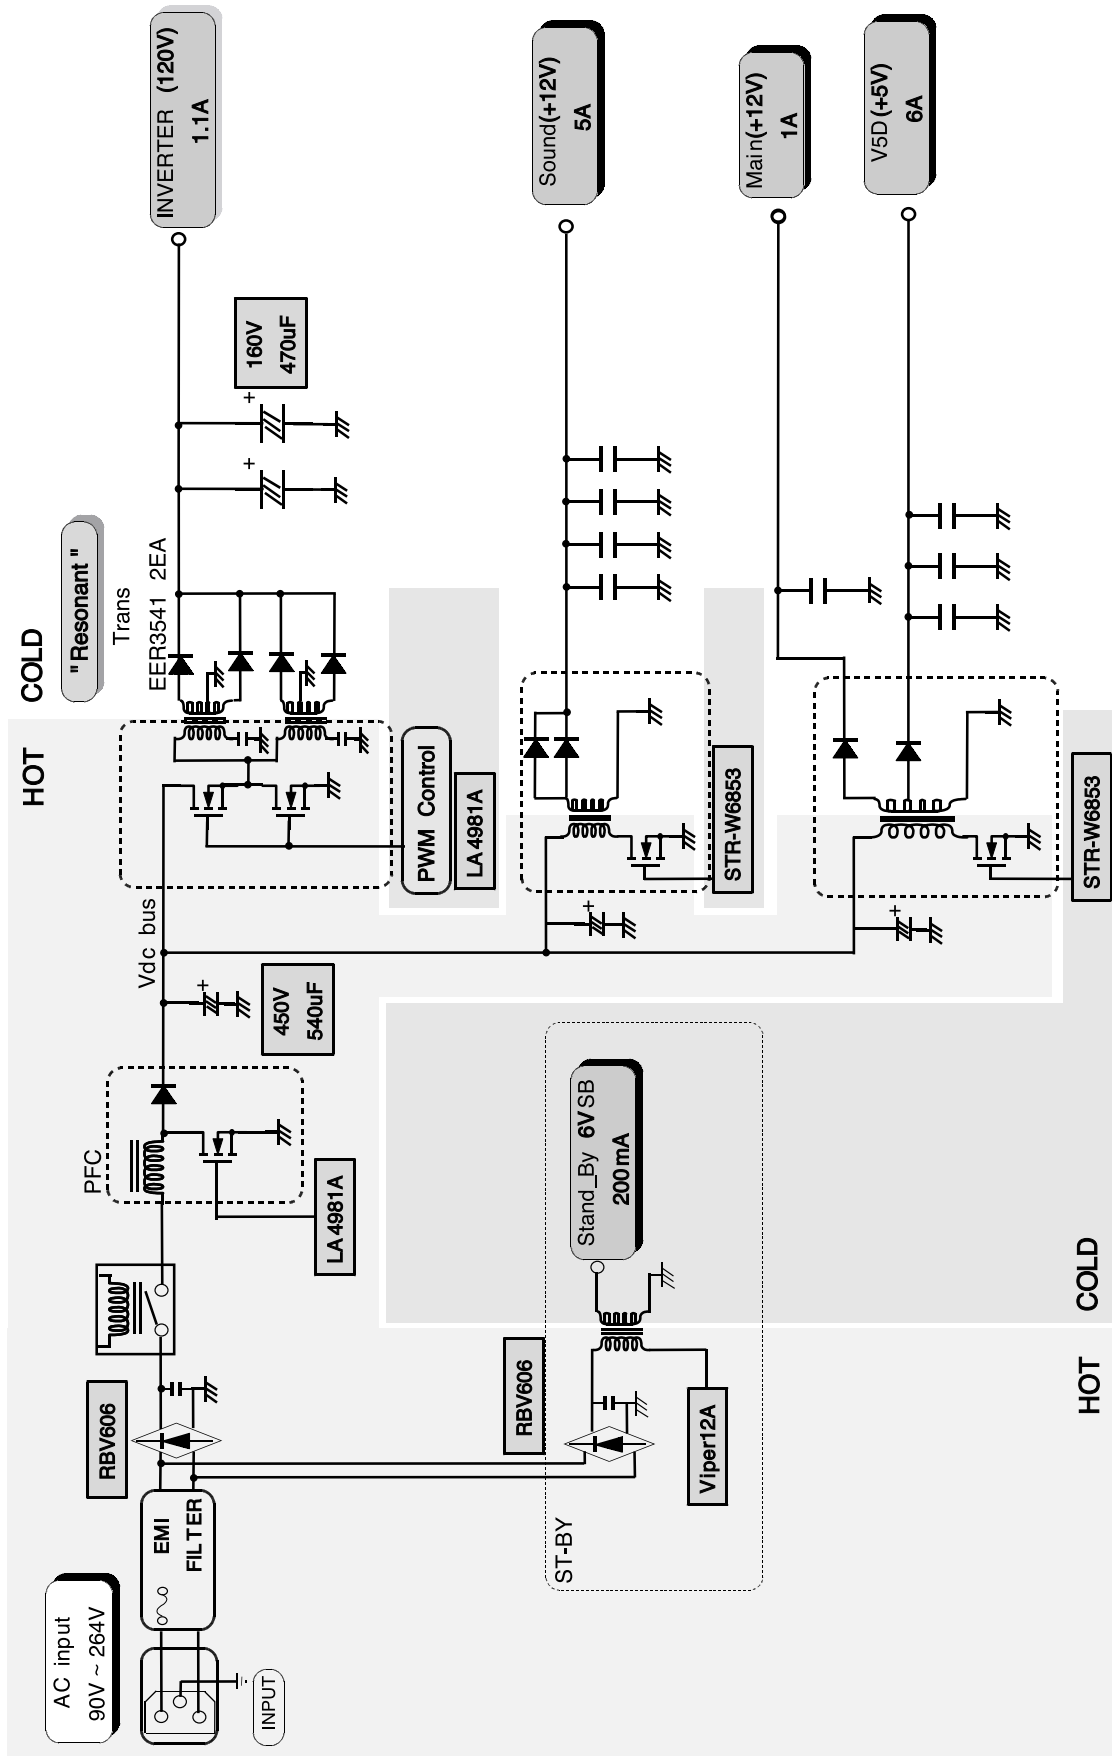 AC input
90V ~ 264V
INPUT
EMI
FILTER
RBV606
PFC
LA4981A
450V
540uF
Vdc bus
HOT
COLD
"Resonant"
Trans
EER3541 2EA
PWM Control
LA4981A
160V
470uF
INVERTER (120V)
1.1A
ST-BY
RBV606
Viper12A
Stand_By 6V SB
200mA
STR-W6853
Sound(+12V)
5A
STR-W6853
Main(+12V)
1A
V5D(+5V)
6A
HOT
COLD
+
+
+
+
+